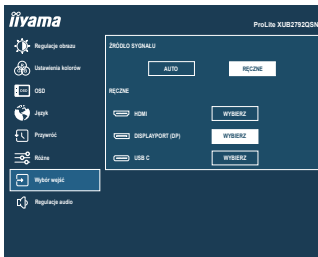 iiyama
ProLite XUB2792QSN
Regulacje obrazu
Ustawienia kolorów
OSD
OSD
Język
Przywróć
Różne
Wybór wejść
Regulacje audio
ŹRÓDŁO SYGNAŁU
AUTO RĘCZNE
RĘCZNE
HDMI WYBIERZ
DISPLAYPORT (DP) WYBIERZ
USB C WYBIERZ